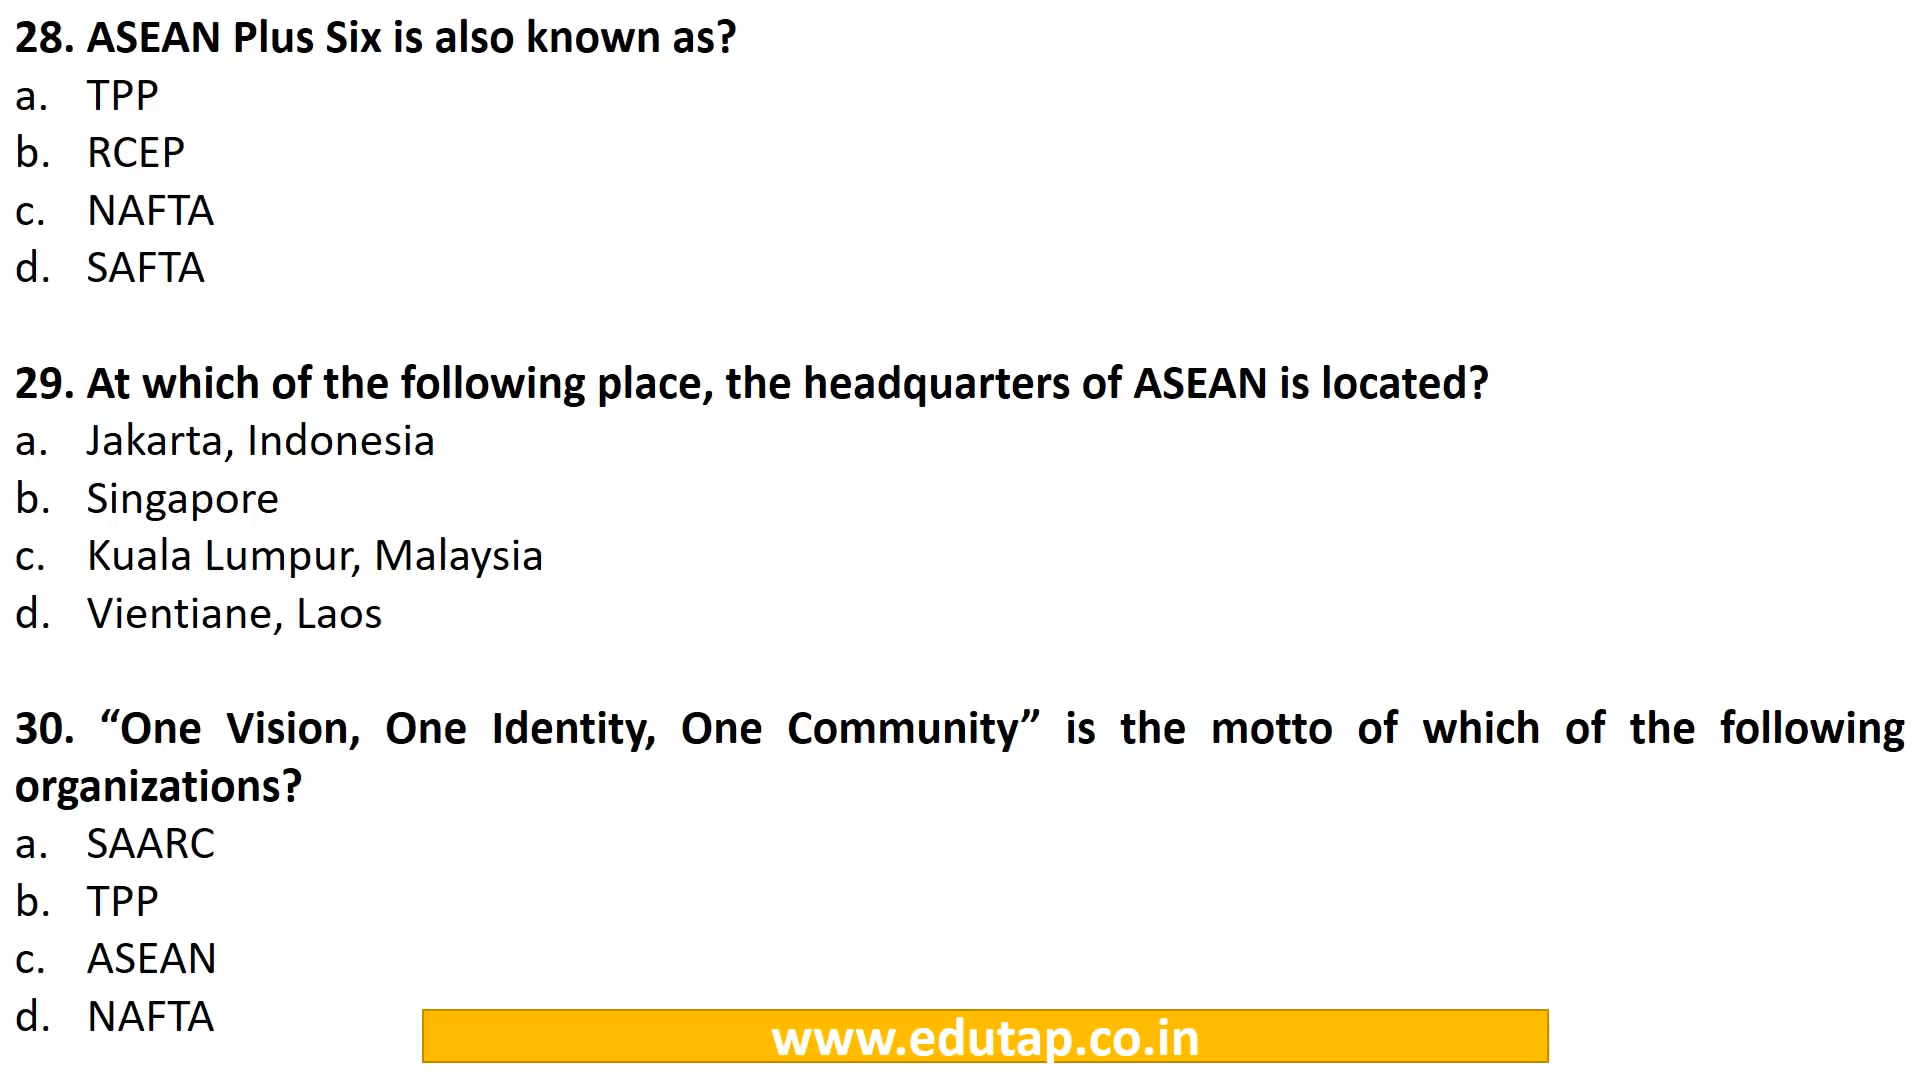 28. ASEAN Plus Six is also known as?
a. TPP
b. RCEP
c. NAFTA
d. SAFTA
29. At which of the following place, the headquarters of ASEAN is located?
a. Jakarta, Indonesia
b. Singapore
c. Kuala Lumpur, Malaysia
d. Vientiane, Laos
30. “One Vision, One Identity, One Community” is the motto of which of the following
organizations?
a. SAARC
b. TPP
c. ASEAN
d. NAFTA
www.edutap.co.in